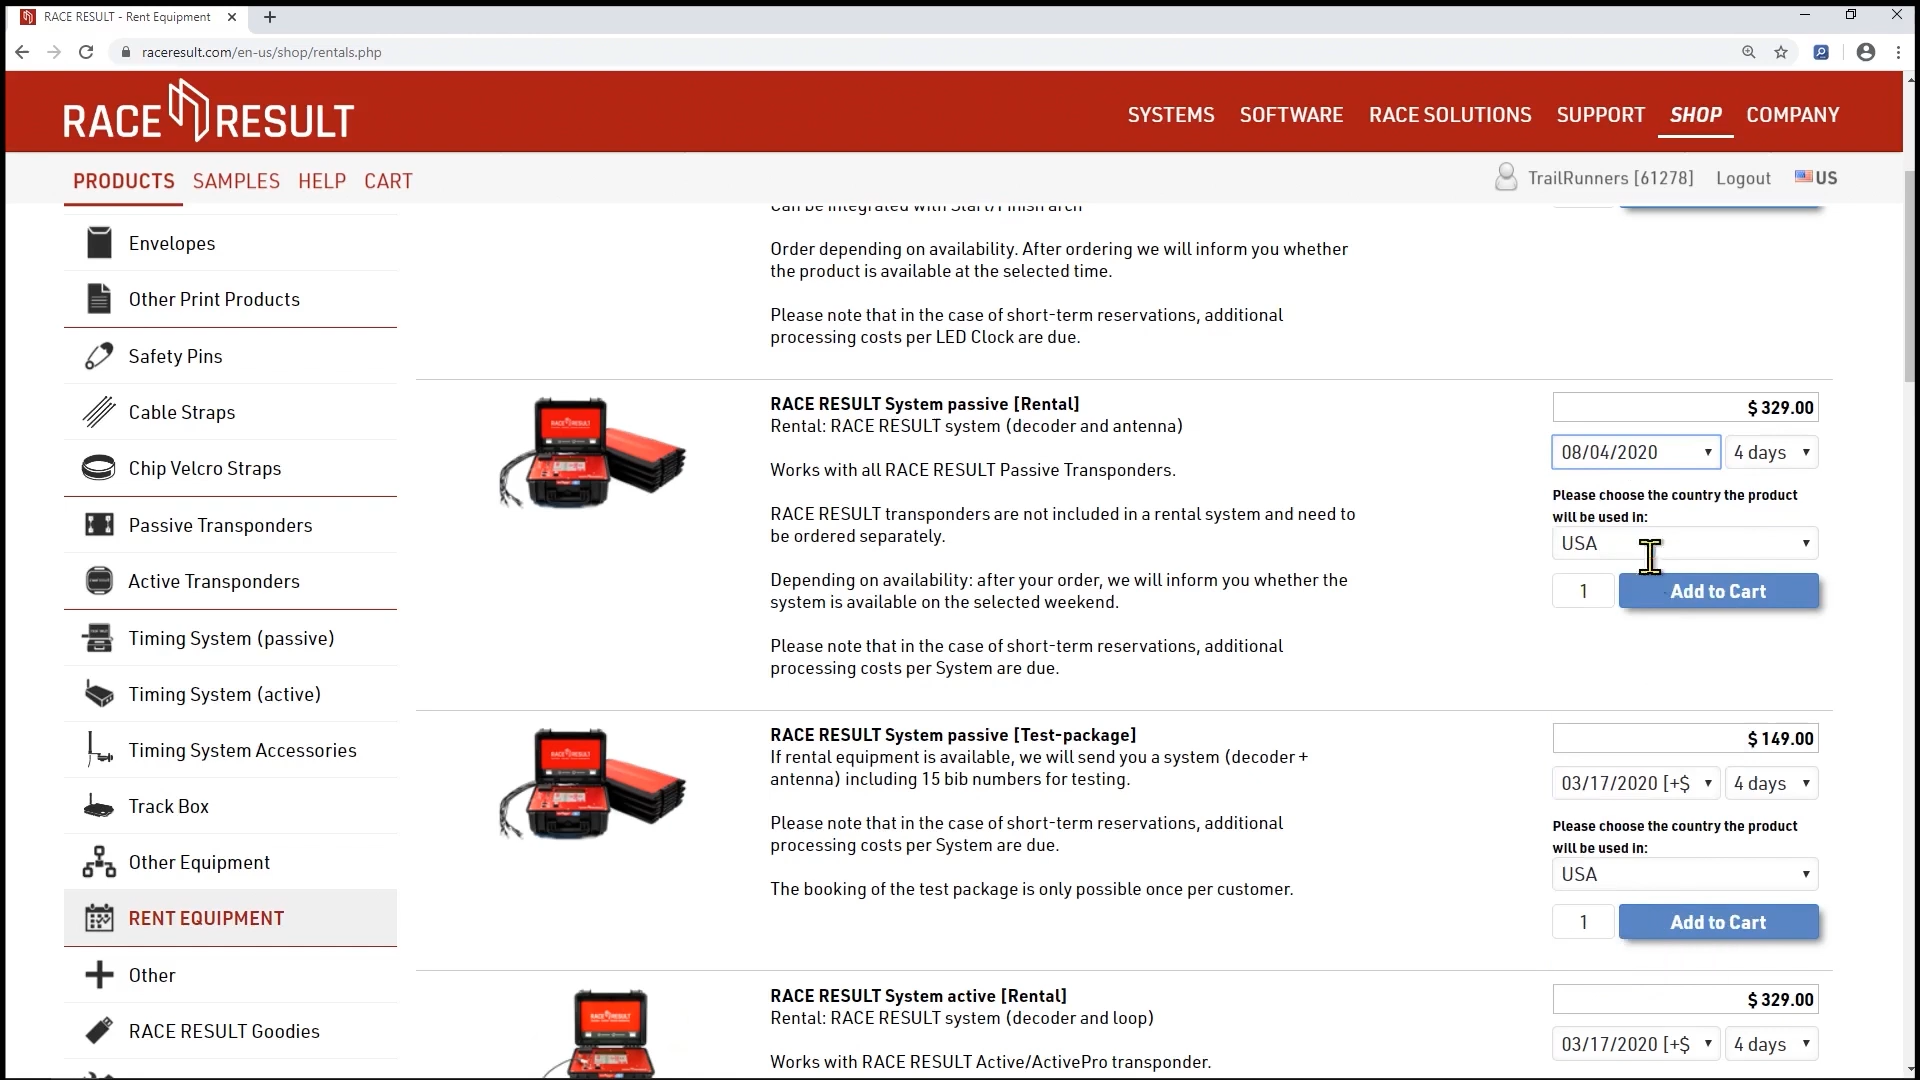 RACE RESULT - Rent Equipment
raceresult.com/en-us/shop/rentals.php
RACE RESULT
SYSTEMS SOFTWARE RACE SOLUTIONS SUPPORT SHOP COMPANY
PRODUCTS SAMPLES HELP CART
TrailRunners [61278] Logout US
Envelopes
Other Print Products
Safety Pins
Cable Straps
Chip Velcro Straps
Passive Transponders
Active Transponders
Timing System (passive)
Timing System (active)
Timing System Accessories
Track Box
Other Equipment
RENT EQUIPMENT
Other
RACE RESULT Goodies
Can be integrated with Start/Finish arch
Order depending on availability. After ordering we will inform you whether
the product is available at the selected time.
Please note that in the case of short-term reservations, additional
processing costs per LED Clock are due.
RACE RESULT System passive [Rental]
Rental: RACE RESULT system (decoder and antenna)
Works with all RACE RESULT Passive Transponders.
RACE RESULT transponders are not included in a rental system and need to
be ordered separately.
Depending on availability: after your order, we will inform you whether the
system is available on the selected weekend.
Please note that in the case of short-term reservations, additional
processing costs per System are due.
$ 329.00
08/04/2020 4 days
Please choose the country the product
will be used in:
USA
1 Add to Cart
RACE RESULT System passive [Test-package]
If rental equipment is available, we will send you a system (decoder +
antenna) including 15 bib numbers for testing.
Please note that in the case of short-term reservations, additional
processing costs per System are due.
The booking of the test package is only possible once per customer.
$ 149.00
03/17/2020 [+$ 4 days
Please choose the country the product
will be used in:
USA
1 Add to Cart
RACE RESULT System active [Rental]
Rental: RACE RESULT system (decoder and loop)
Works with RACE RESULT Active/ActivePro transponder.
$ 329.00
03/17/2020 [+$ 4 days